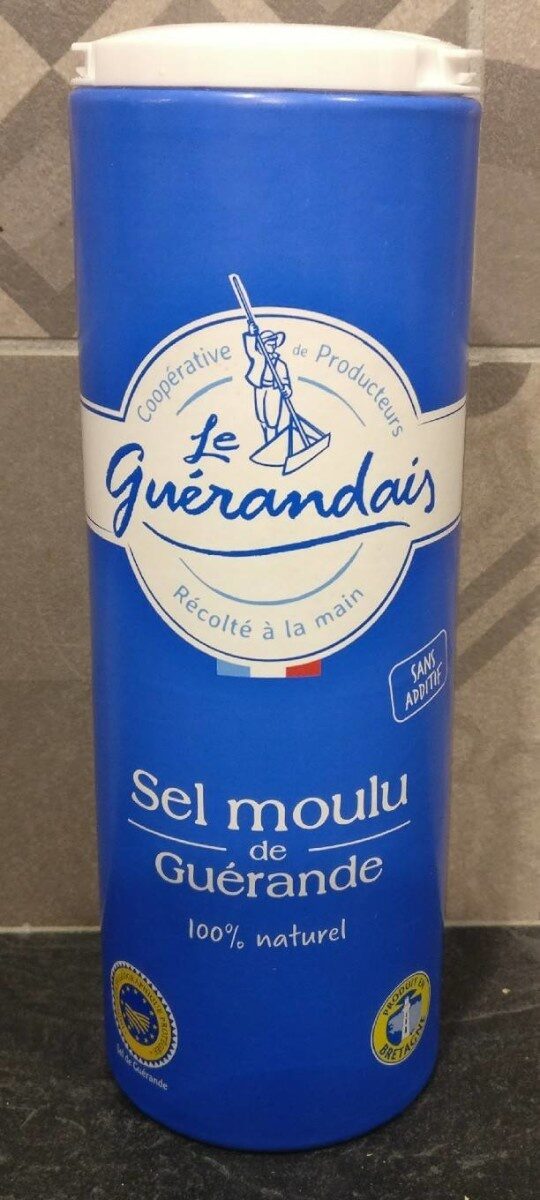 Coopérative de Producteurs
Le
Guérandais
Récolté à la main
SANS
ADDITIF
Sel moulu
de
Guérande
100% naturel
Sel de Guérande
PRODUIT EN
BRETAGNE